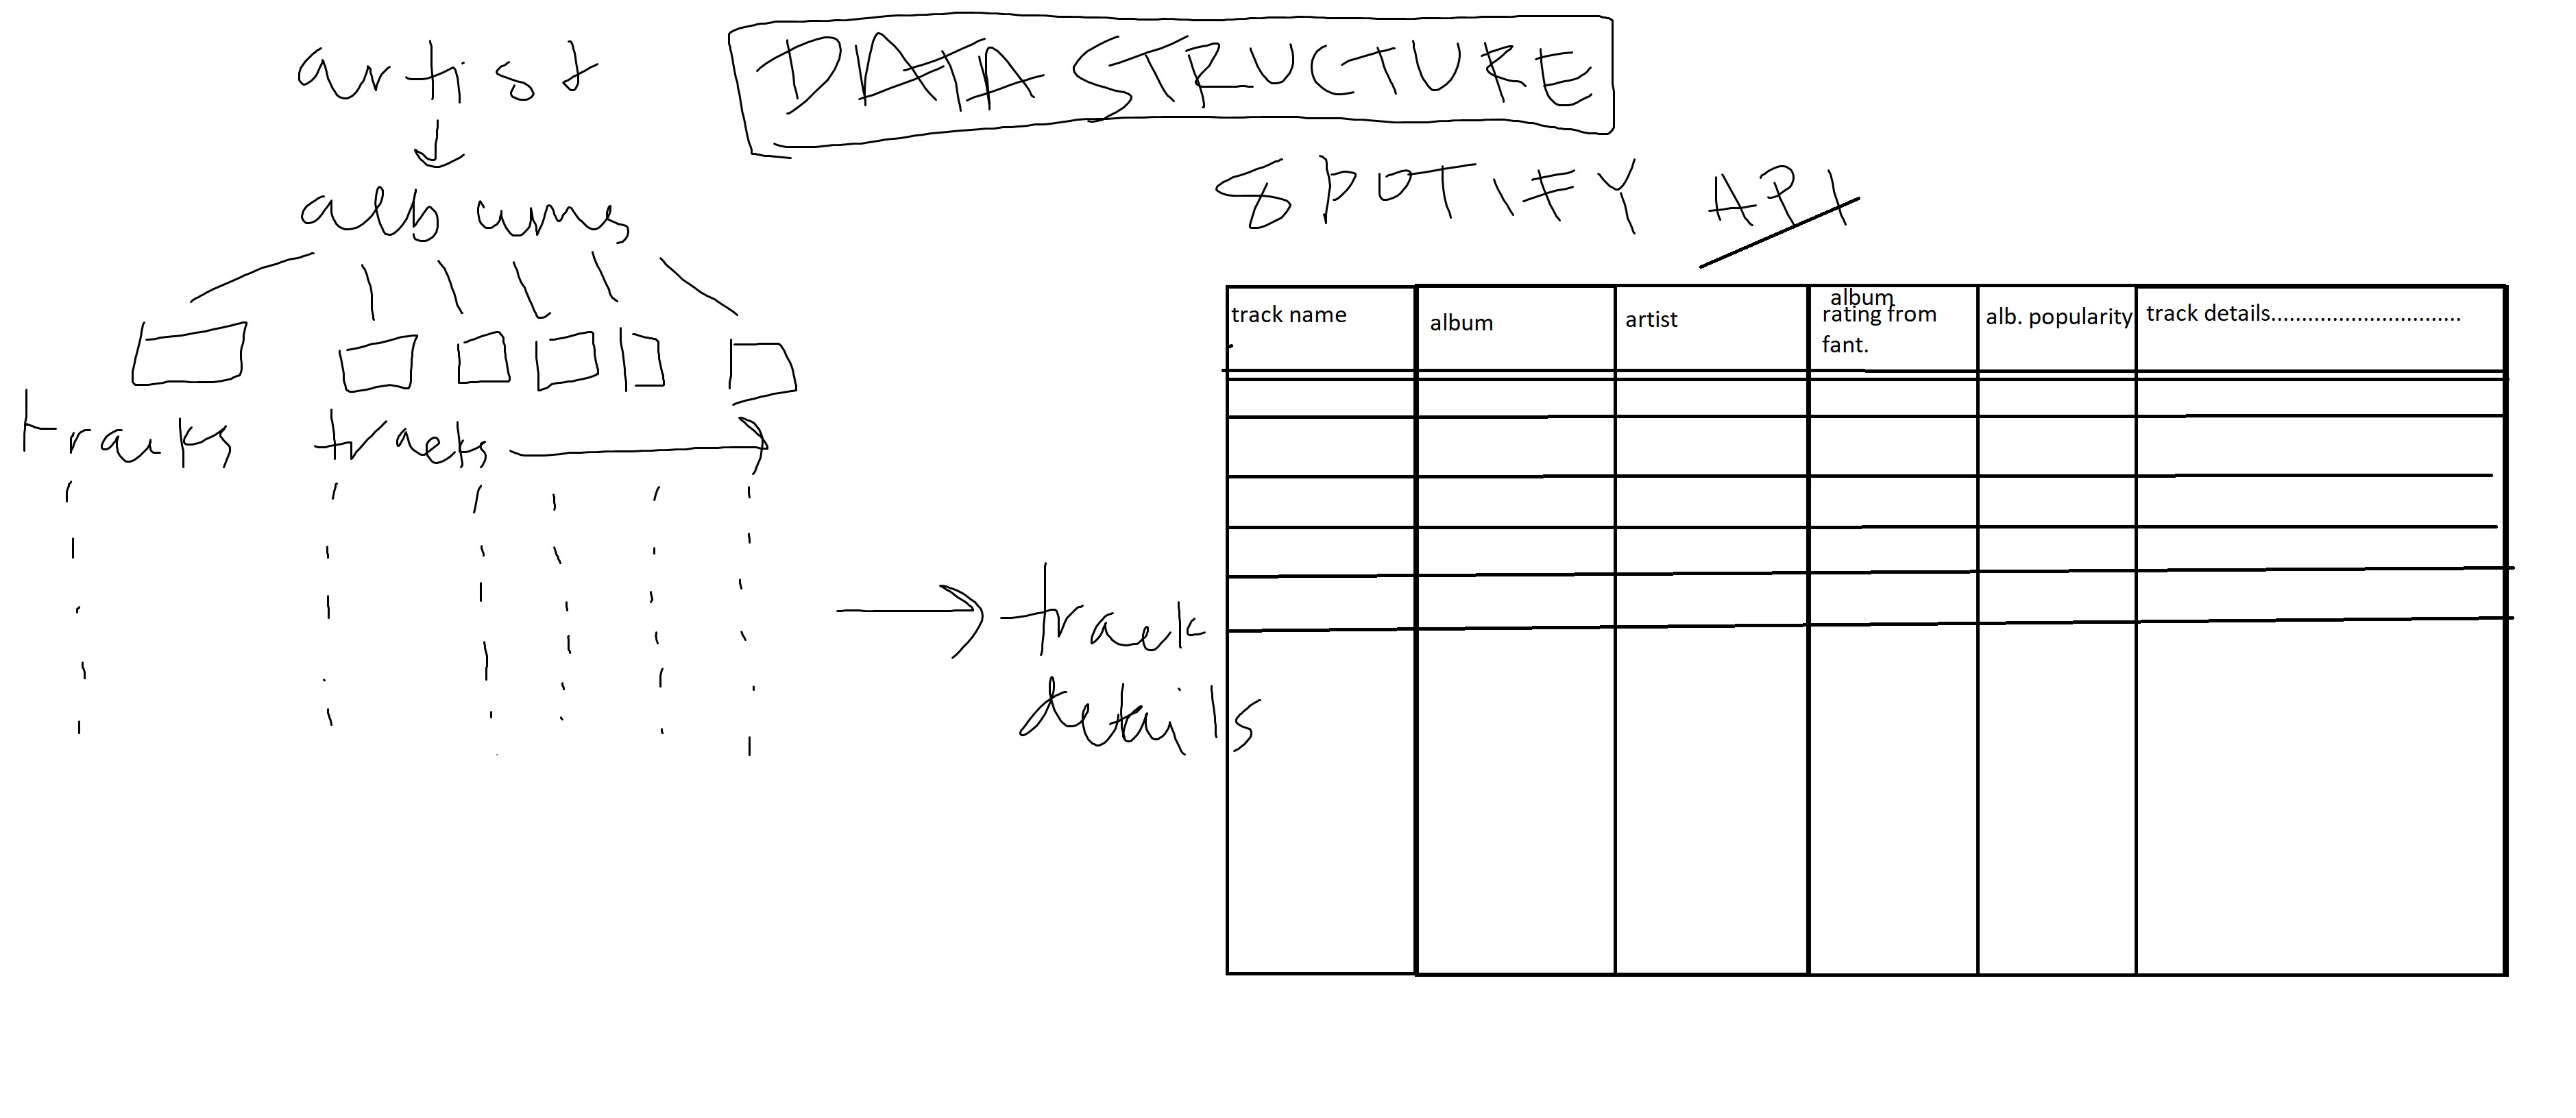 DATA STRUCTURE
SPOTIFY API
artist
albums
tracks tracks
track
details
track name
album
artist
album
rating from
fant.
alb. popularity
track details...............................